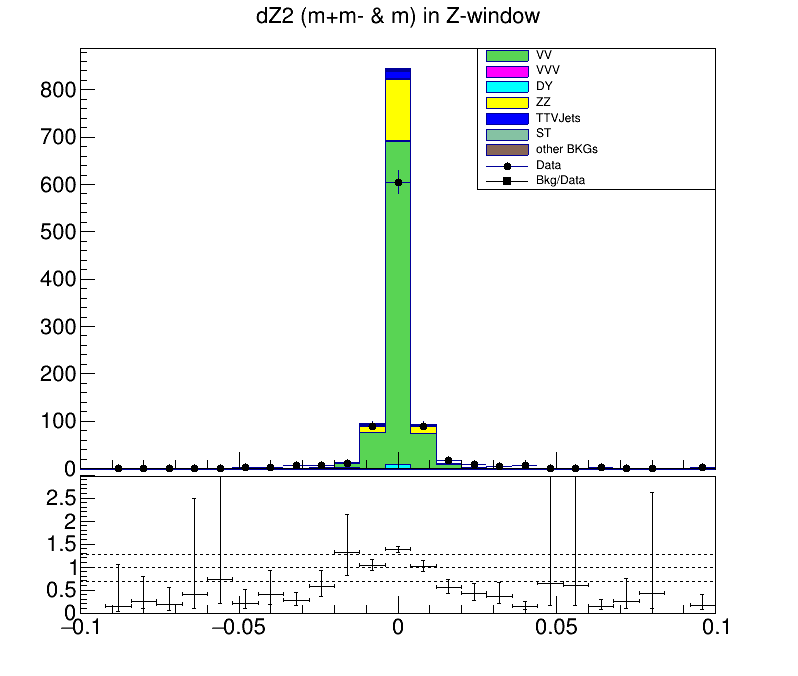 dZ2 (m+m- & m) in Z-window
VV
VVV
DY
ZZ
TTVJets
ST
other BKGs
Data
Bkg/Data
800
700
600
500
400
300
200
100
0
2.5
2
1.5
1
0.5
0
−0.1 −0.05 0 0.05 0.1